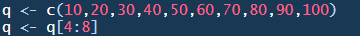 q <- c(10,20,30,40,50,60,70,80,90,100)
q <- q[4:8]